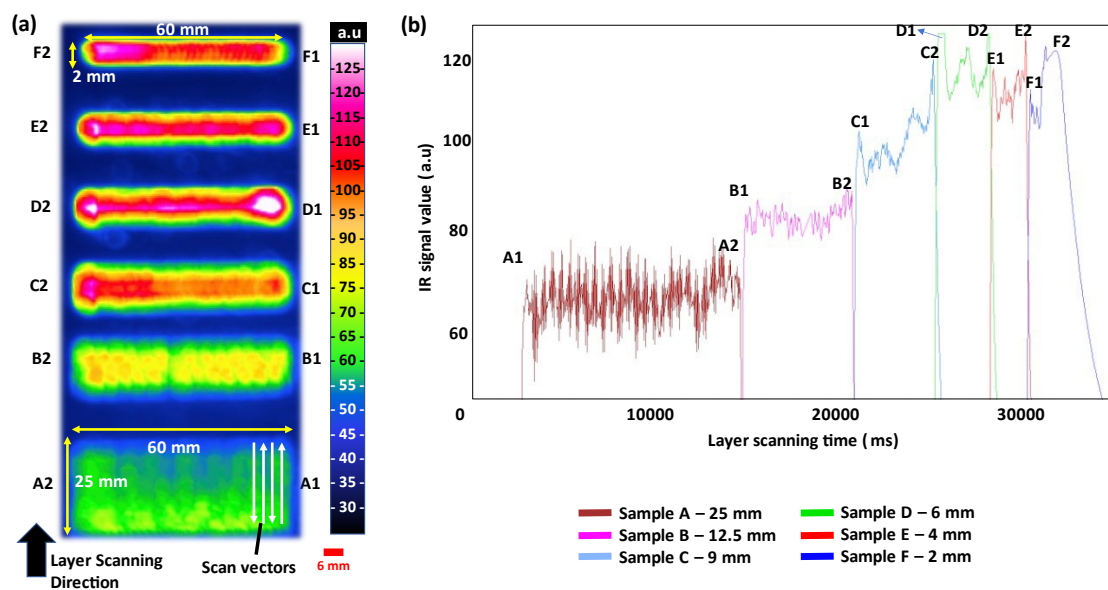 (a)
60 mm
a.u
F2
F1
2 mm
E2
E1
D2
D1
C2
C1
B2
B1
60 mm
25 mm
A2
A1
125
120
115
110
105
100
95
90
85
80
75
70
65
60
55
50
45
40
35
30
Layer Scanning
Direction
Scan vectors
6 mm
(b)
IR signal value ( a.u)
120
100
80
60
0
10000
20000
30000
Layer scanning time ( ms)
A1
A2
B1
B2
C1
C2
D1
D2
E1
E2
F1
F2
Sample A – 25 mm
Sample B – 12.5 mm
Sample C – 9 mm
Sample D – 6 mm
Sample E – 4 mm
Sample F – 2 mm